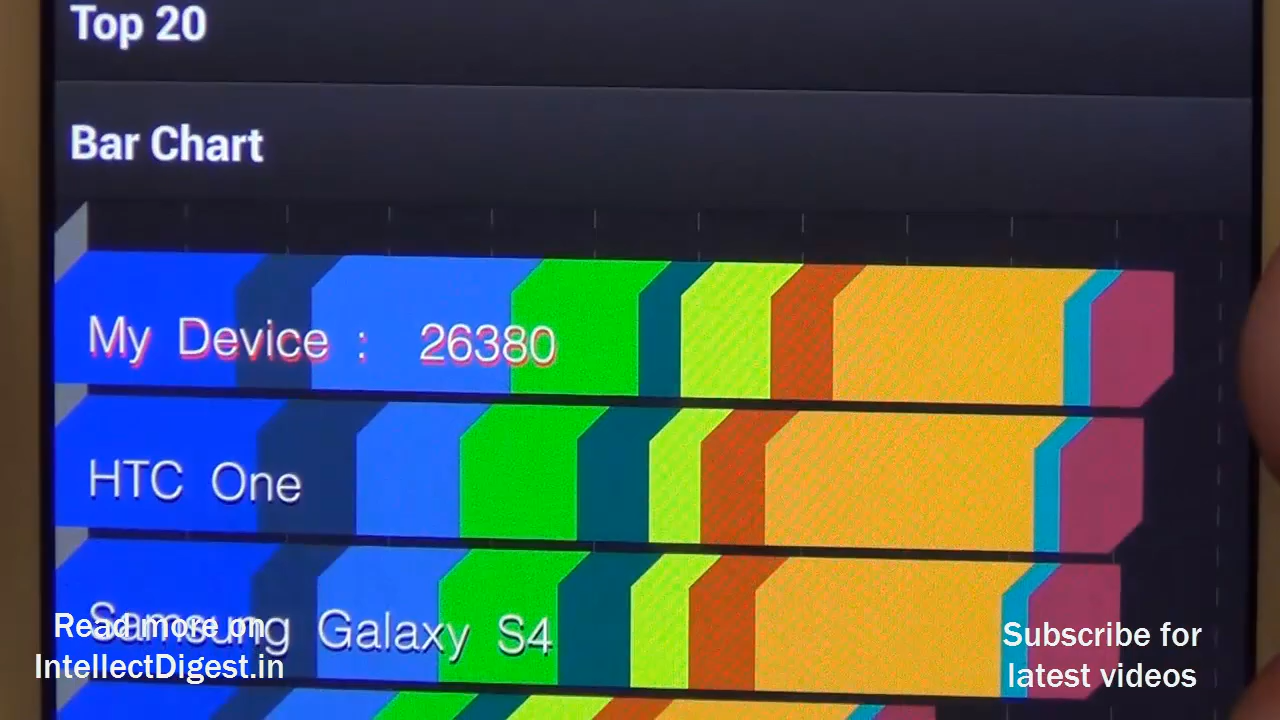 Top 20
Bar Chart
My Device : 26380
HTC One
Samsung Galaxy S4
Read more on
IntellectDigest.in
Subscribe for
latest videos